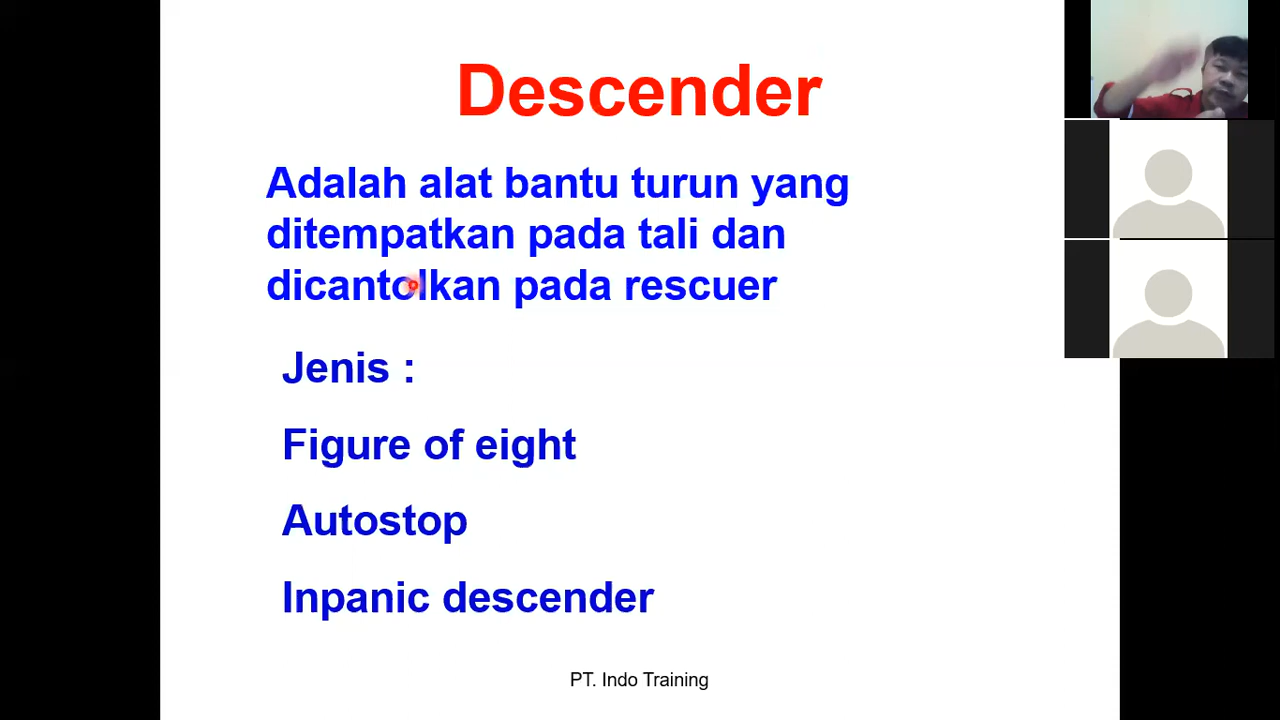 Descender
Adalah alat bantu turun yang
ditempatkan pada tali dan
dicantolkan pada rescuer
Jenis :
Figure of eight
Autostop
Inpanic descender
PT. Indo Training